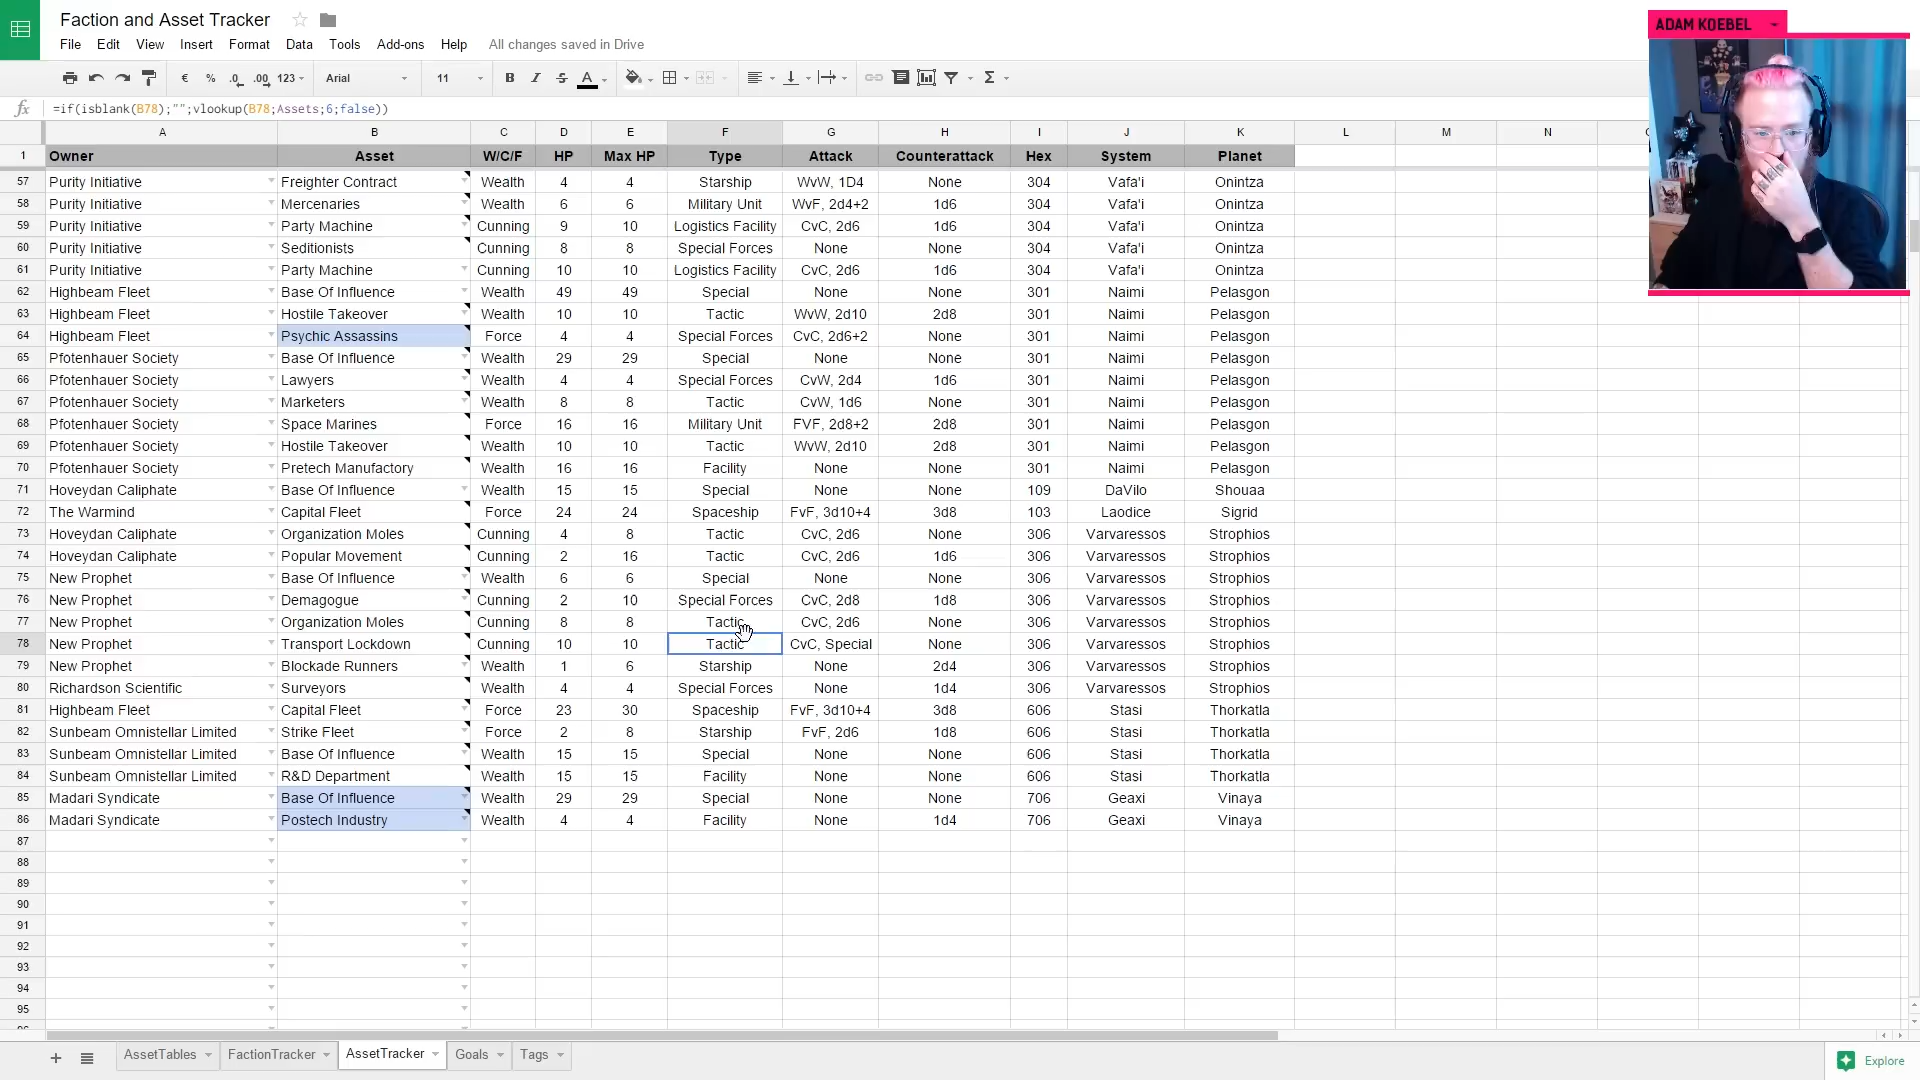 Faction and Asset Tracker
File Edit View Insert Format Data Tools Add-ons Help All changes saved in Drive
€ % .0 .00 123 Arial 11 B I S A Σ
fx =if(isblank(B78);"";vlookup(B78;Assets;6;false))
ADAM KOEBEL
A B C D E F G H I J K L M N
1 Owner Asset W/C/F HP Max HP Type Attack Counterattack Hex System Planet
57 Purity Initiative Freighter Contract Wealth 4 4 Starship WvW, 1D4 None 304 Vafa'i Onintza
58 Purity Initiative Mercenaries Wealth 6 6 Military Unit WvF, 2d4+2 1d6 304 Vafa'i Onintza
59 Purity Initiative Party Machine Cunning 9 10 Logistics Facility CvC, 2d6 1d6 304 Vafa'i Onintza
60 Purity Initiative Seditionists Cunning 8 8 Special Forces None None 304 Vafa'i Onintza
61 Purity Initiative Party Machine Cunning 10 10 Logistics Facility CvC, 2d6 1d6 304 Vafa'i Onintza
62 Highbeam Fleet Base Of Influence Wealth 49 49 Special None None 301 Naimi Pelasgon
63 Highbeam Fleet Hostile Takeover Wealth 10 10 Tactic WvW, 2d10 2d8 301 Naimi Pelasgon
64 Highbeam Fleet Psychic Assassins Force 4 4 Special Forces CvC, 2d6+2 None 301 Naimi Pelasgon
65 Pfotenhauer Society Base Of Influence Wealth 29 29 Special None None 301 Naimi Pelasgon
66 Pfotenhauer Society Lawyers Wealth 4 4 Special Forces CvW, 2d4 1d6 301 Naimi Pelasgon
67 Pfotenhauer Society Marketers Wealth 8 8 Tactic CvW, 1d6 None 301 Naimi Pelasgon
68 Pfotenhauer Society Space Marines Force 16 16 Military Unit FVF, 2d8+2 2d8 301 Naimi Pelasgon
69 Pfotenhauer Society Hostile Takeover Wealth 10 10 Tactic WvW, 2d10 2d8 301 Naimi Pelasgon
70 Pfotenhauer Society Pretech Manufactory Wealth 16 16 Facility None None 301 Naimi Pelasgon
71 Hoveydan Caliphate Base Of Influence Wealth 15 15 Special None None 109 DaVilo Shouaa
72 The Warmind Capital Fleet Force 24 24 Spaceship FvF, 3d10+4 3d8 103 Laodice Sigrid
73 Hoveydan Caliphate Organization Moles Cunning 4 8 Tactic CvC, 2d6 None 306 Varvaressos Strophios
74 Hoveydan Caliphate Popular Movement Cunning 2 16 Tactic CvC, 2d6 1d6 306 Varvaressos Strophios
75 New Prophet Base Of Influence Wealth 6 6 Special None None 306 Varvaressos Strophios
76 New Prophet Demagogue Cunning 2 10 Special Forces CvC, 2d8 1d8 306 Varvaressos Strophios
77 New Prophet Organization Moles Cunning 8 8 Tactic CvC, 2d6 None 306 Varvaressos Strophios
78 New Prophet Transport Lockdown Cunning 10 10 Tactic CvC, Special None 306 Varvaressos Strophios
79 New Prophet Blockade Runners Wealth 1 6 Starship None 2d4 306 Varvaressos Strophios
80 Richardson Scientific Surveyors Wealth 4 4 Special Forces None 1d4 306 Varvaressos Strophios
81 Highbeam Fleet Capital Fleet Force 23 30 Spaceship FvF, 3d10+4 3d8 606 Stasi Thorkatla
82 Sunbeam Omnistellar Limited Strike Fleet Force 2 8 Starship FvF, 2d6 1d8 606 Stasi Thorkatla
83 Sunbeam Omnistellar Limited Base Of Influence Wealth 15 15 Special None None 606 Stasi Thorkatla
84 Sunbeam Omnistellar Limited R&D Department Wealth 15 15 Facility None None 606 Stasi Thorkatla
85 Madari Syndicate Base Of Influence Wealth 29 29 Special None None 706 Geaxi Vinaya
86 Madari Syndicate Postech Industry Wealth 4 4 Facility None 1d4 706 Geaxi Vinaya
87
88
89
90
91
92
93
94
95
AssetTables FactionTracker AssetTracker Goals Tags Explore